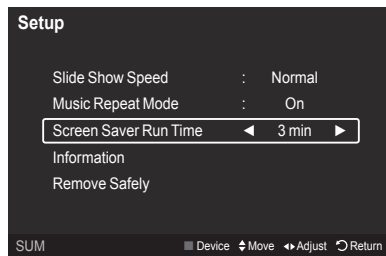 Setup
Slide Show Speed : Normal
Music Repeat Mode : On
Screen Saver Run Time ◄ 3 min ►
Information
Remove Safely
SUM Device Move Adjust Return